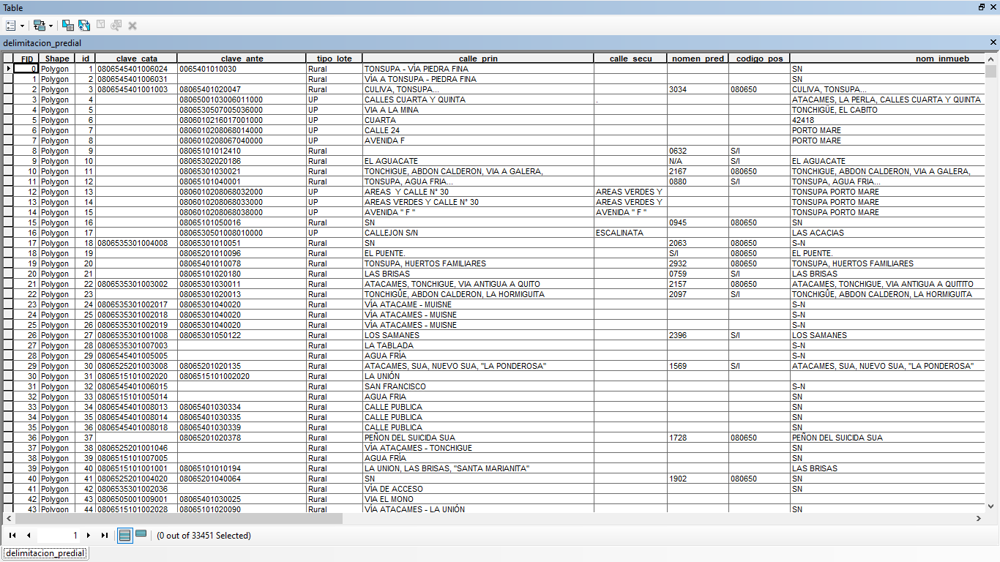 Table
delimitacion_predial
FID Shape id clave_cata clave_ante tipo_lote calle_prin calle_secu nomen_pred codigo_pos nom_inmueb
0 Polygon 1 0806545401006024 0065401010030 Rural TONSUPA - VÍA PIEDRA FINA SN
1 Polygon 2 0806545401006031 Rural VÍA A TONSUPA - PIEDRA FINA SN
2 Polygon 3 0806545401001003 08065401020047 Rural CULIVA, TONSUPA... 3034 080650 CULIVA, TONSUPA...
3 Polygon 4 0806500103006011000 UP CALLES CUARTA Y QUINTA . ATACAMES, LA PERLA, CALLES CUARTA Y QUINTA
4 Polygon 5 0806530507005036000 UP VIA A LA MINA TONCHIGÜE, EL CABITO
5 Polygon 6 0806010216017001000 UP CUARTA 42418
6 Polygon 7 0806010208068014000 UP CALLE 24 PORTO MARE
7 Polygon 8 0806010208067040000 UP AVENIDA F PORTO MARE
8 Polygon 9 08065101012410 Rural 0632 S/I
9 Polygon 10 08065302020186 Rural EL AGUACATE N/A S/I EL AGUACATE
10 Polygon 11 08065301030021 Rural TONCHIGUE, ABDON CALDERON, VIA A GALERA, 2167 080650 TONCHIGUE, ABDON CALDERON, VIA A GALERA,
11 Polygon 12 08065101040001 Rural TONSUPA, AGUA FRIA... 0880 S/I TONSUPA, AGUA FRIA...
12 Polygon 13 0806010208068032000 UP AREAS  Y CALLE N° 30 AREAS VERDES Y TONSUPA PORTO MARE
13 Polygon 14 0806010208068033000 UP AREAS VERDES Y CALLE N° 30 AREAS VERDES Y TONSUPA PORTO MARE
14 Polygon 15 0806010208068038000 UP AVENIDA " F " AVENIDA " F " TONSUPA PORTO MARE
15 Polygon 16 08065101050016 Rural SN 0945 080650 SN
16 Polygon 17 0806530501008010000 UP CALLEJON S/N ESCALINATA LAS ACACIAS
17 Polygon 18 0806535301004008 08065301010051 Rural SN 2063 080650 S-N
18 Polygon 19 08065201010096 Rural EL PUENTE. S/I 080650 EL PUENTE.
19 Polygon 20 08065401010078 Rural TONSUPA, HUERTOS FAMILIARES 2932 080650 TONSUPA, HUERTOS FAMILIARES
20 Polygon 21 08065101020180 Rural LAS BRISAS 0759 S/I LAS BRISAS
21 Polygon 22 0806535301003002 08065301030011 Rural ATACAMES, TONCHIGUE, VIA ANTIGUA A QUITO 2157 080650 ATACAMES, TONCHIGUE, VIA ANTIGUA A QUITITO
22 Polygon 23 08065301020013 Rural TONCHIGÜE, ABDON CALDERON, LA HORMIGUITA 2097 S/I TONCHIGÜE, ABDON CALDERON, LA HORMIGUITA
23 Polygon 24 0806535301002017 08065301040020 Rural VÍA ATACAME - MUISNE S-N
24 Polygon 25 0806535301002018 08065301040020 Rural VÍA ATACAMES - MUISNE S-N
25 Polygon 26 0806535301002019 08065301040020 Rural VÍA ATACAMES - MUISNE S-N
26 Polygon 27 0806535301001008 08065301050122 Rural LOS SAMANES 2396 S/I LOS SAMANES
27 Polygon 28 0806535301007003 Rural LA TABLADA S-N
28 Polygon 29 0806545401005005 Rural AGUA FRÍA S-N
29 Polygon 30 0806525201003008 08065201020135 Rural ATACAMES, SUA, NUEVO SUA, "LA PONDEROSA" 1569 S/I ATACAMES, SUA, NUEVO SUA, "LA PONDEROSA"
30 Polygon 31 0806515101002020 0806515101002020 Rural LA UNIÓN
31 Polygon 32 0806545401006015 Rural SAN FRANCISCO S-N
32 Polygon 33 0806515101005014 Rural AGUA FRIA SN
33 Polygon 34 0806545401008013 08065401030334 Rural CALLE PUBLICA SN
34 Polygon 35 0806545401008014 08065401030335 Rural CALLE PUBLICA SN
35 Polygon 36 0806545401008018 08065401030339 Rural CALLE PUBLICA SN
36 Polygon 37 08065201020378 Rural PEÑON DEL SUICIDA SUA 1728 080650 PEÑON DEL SUICIDA SUA
37 Polygon 38 0806525201001046 Rural VÍA ATACAMES - TONCHIGUE SN
38 Polygon 39 0806515101007005 Rural AGUA FRÍA SN
39 Polygon 40 0806515101001001 08065101010194 Rural LA UNION, LAS BRISAS, "SANTA MARIANITA" LAS BRISAS
40 Polygon 41 0806525201004020 08065201040064 Rural SN 1902 080650 SN
41 Polygon 42 0806535301002036 Rural VÍA DE ACCESO SN
42 Polygon 43 0806505001009001 08065401030025 Rural VIA EL MONO
43 Polygon 44 0806515101002028 08065101020090 Rural VÍA ATACAMES - LA UNIÓN SN
1 (0 out of 33451 Selected)
delimitacion_predial